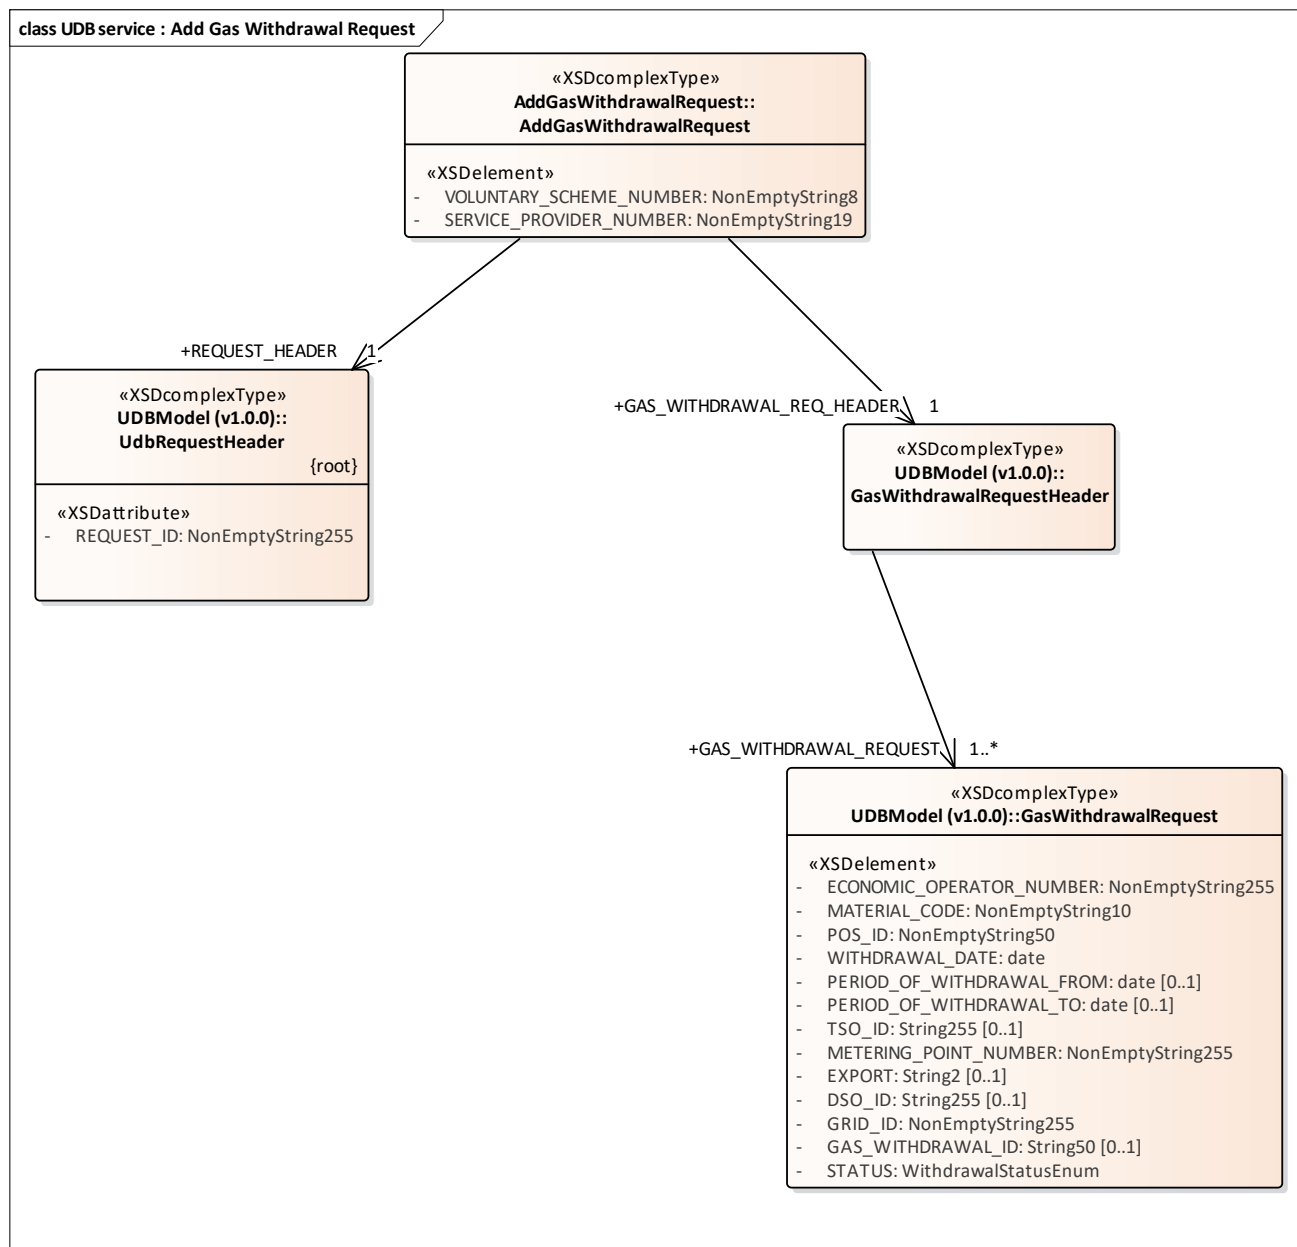 class UDB service : Add Gas Withdrawal Request
«XSDcomplexType»
AddGasWithdrawalRequest::
AddGasWithdrawalRequest
«XSDelement»
- VOLUNTARY_SCHEME_NUMBER: NonEmptyString8
- SERVICE_PROVIDER_NUMBER: NonEmptyString19
+REQUEST_HEADER 1
«XSDcomplexType»
UDBModel (v1.0.0)::
UdbRequestHeader
{root}
«XSDattribute»
- REQUEST_ID: NonEmptyString255
+GAS_WITHDRAWAL_REQ_HEADER 1
«XSDcomplexType»
UDBModel (v1.0.0)::
GasWithdrawalRequestHeader
+GAS_WITHDRAWAL_REQUEST 1..*
«XSDcomplexType»
UDBModel (v1.0.0)::GasWithdrawalRequest
«XSDelement»
- ECONOMIC_OPERATOR_NUMBER: NonEmptyString255
- MATERIAL_CODE: NonEmptyString10
- POS_ID: NonEmptyString50
- WITHDRAWAL_DATE: date
- PERIOD_OF_WITHDRAWAL_FROM: date [0..1]
- PERIOD_OF_WITHDRAWAL_TO: date [0..1]
- TSO_ID: String255 [0..1]
- METERING_POINT_NUMBER: NonEmptyString255
- EXPORT: String2 [0..1]
- DSO_ID: String255 [0..1]
- GRID_ID: NonEmptyString255
- GAS_WITHDRAWAL_ID: String50 [0..1]
- STATUS: WithdrawalStatusEnum